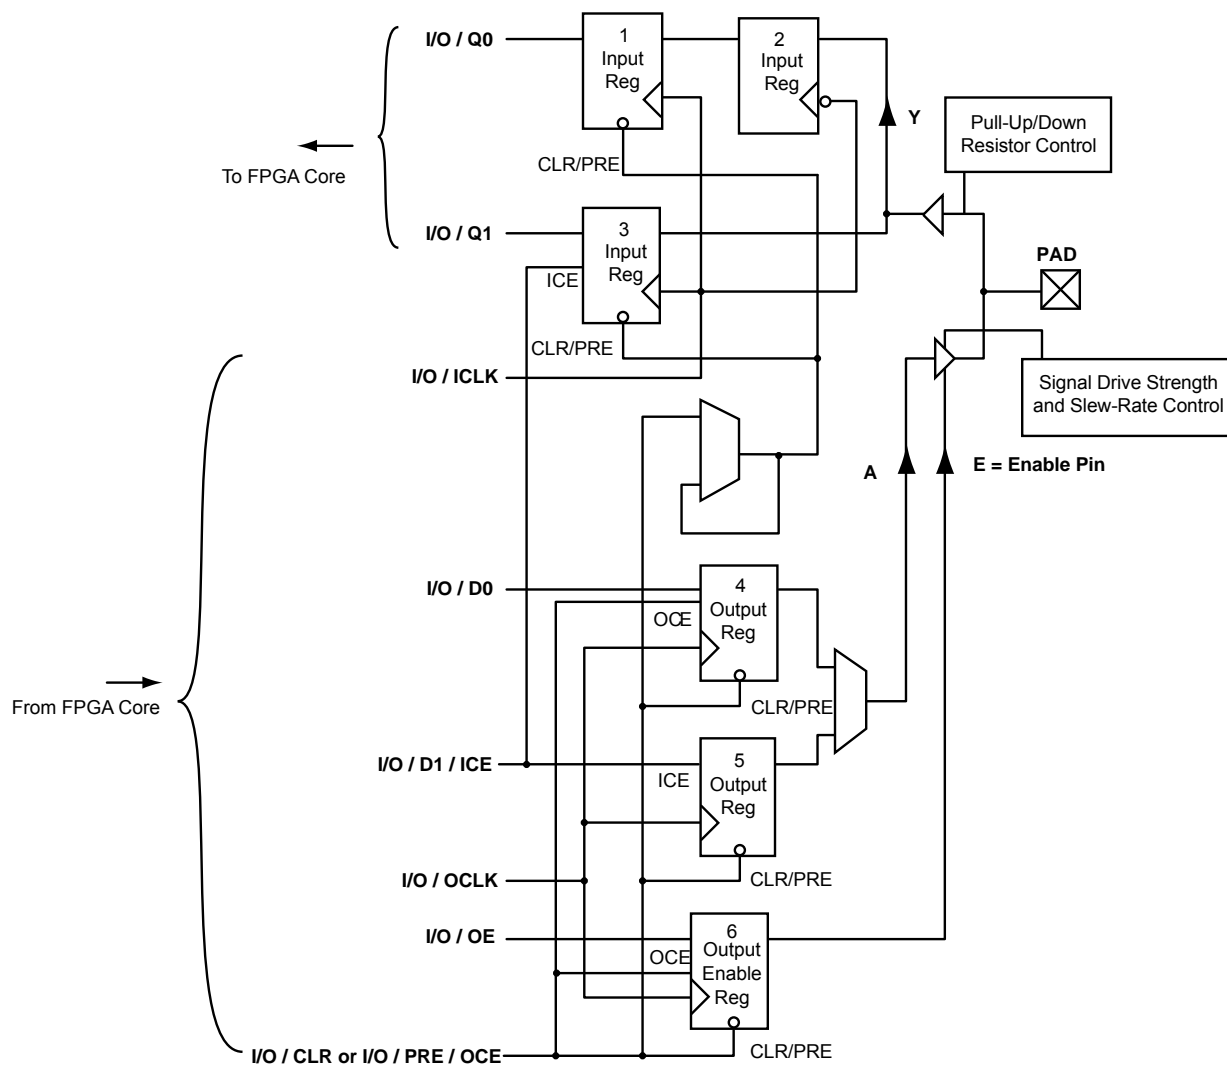 I/O / Q0
1
Input
Reg
2
Input
Reg
Y
Pull-Up/Down
Resistor Control
CLR/PRE
To FPGA Core
I/O / Q1
3
Input
Reg
ICE
PAD
CLR/PRE
I/O / ICLK
Signal Drive Strength
and Slew-Rate Control
A
E = Enable Pin
I/O / D0
4
Output
Reg
OCE
CLR/PRE
From FPGA Core
I/O / D1 / ICE
5
Output
Reg
ICE
I/O / OCLK
CLR/PRE
I/O / OE
6
Output
Enable
Reg
OCE
I/O / CLR or I/O / PRE / OCE
CLR/PRE